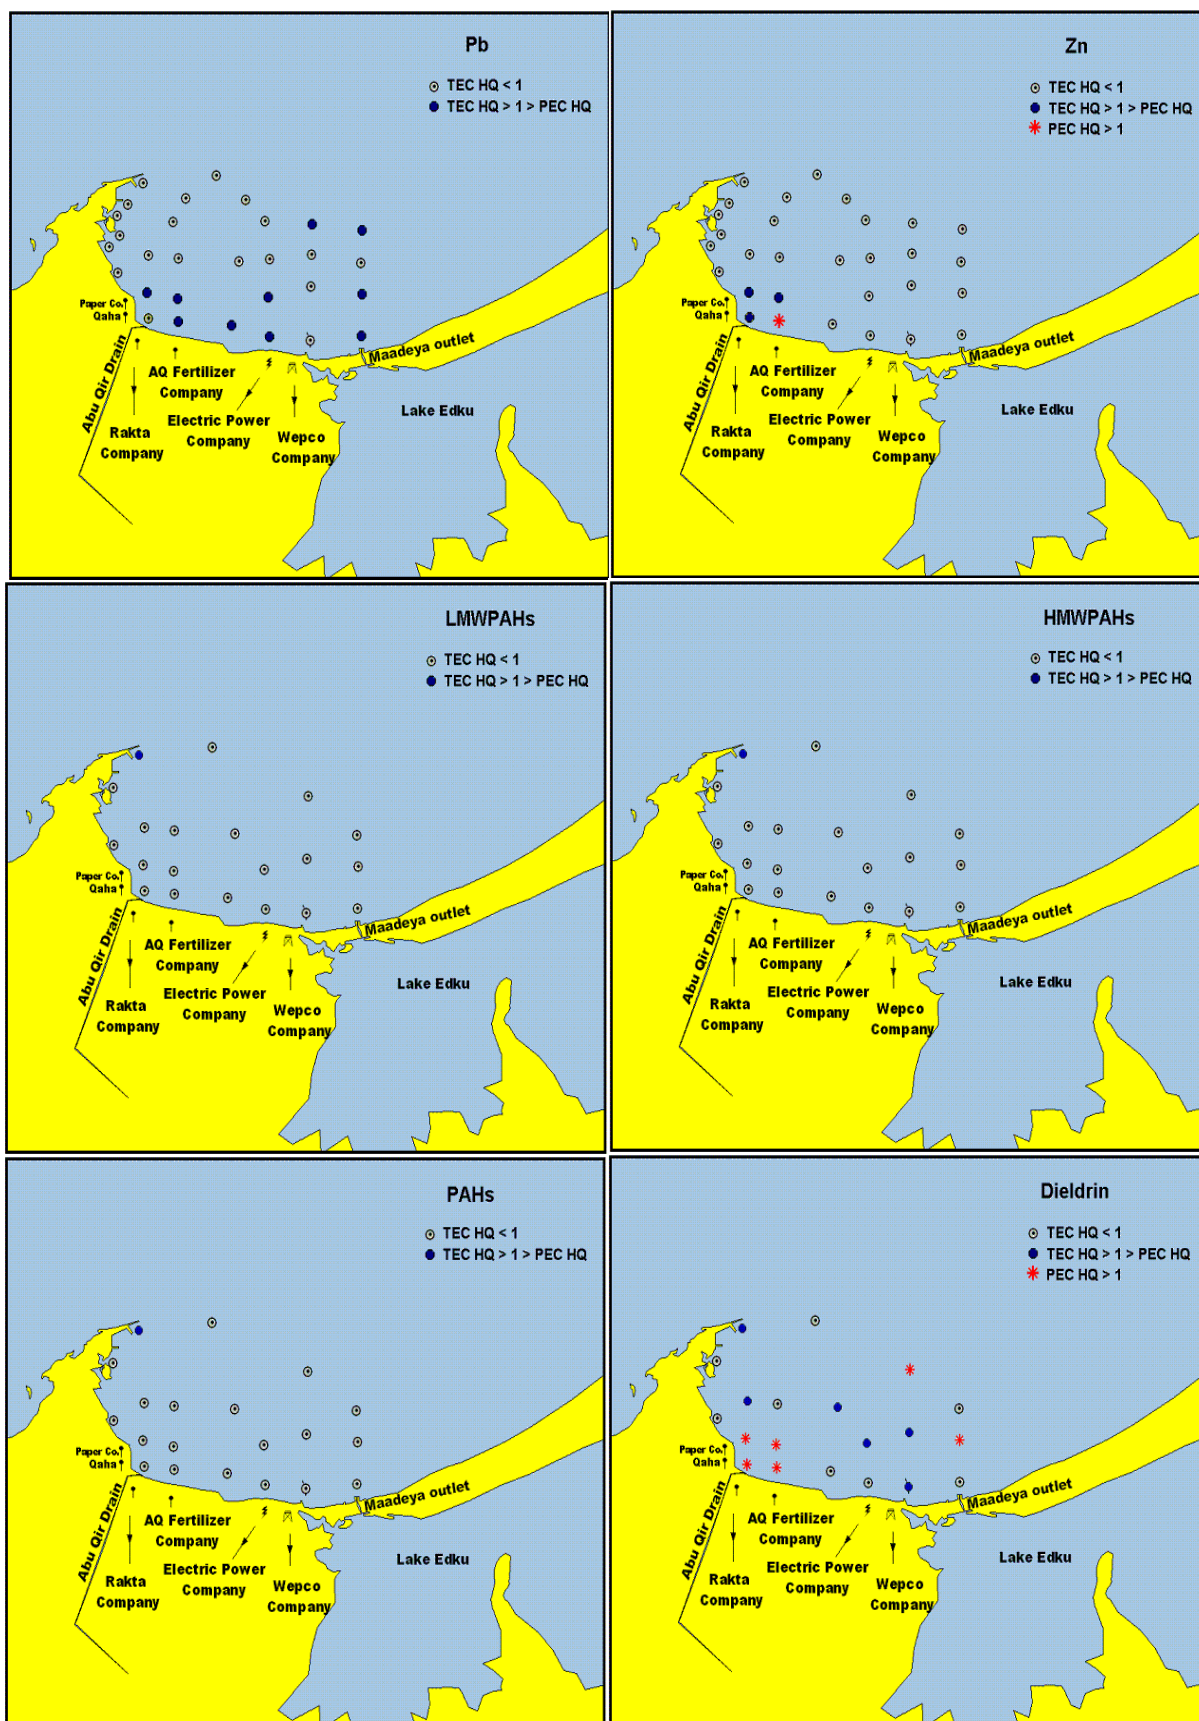 Pb
TEC HQ < 1
TEC HQ > 1 > PEC HQ
Paper Co.
Qaha
Abu Qir Drain
Maadeya outlet
AQ Fertilizer
Company
Lake Edku
Rakta
Company
Electric Power
Company
Wepco
Company
Zn
TEC HQ < 1
TEC HQ > 1 > PEC HQ
PEC HQ > 1
Paper Co.
Qaha
Abu Qir Drain
Maadeya outlet
AQ Fertilizer
Company
Lake Edku
Rakta
Company
Electric Power
Company
Wepco
Company
LMWPAHs
TEC HQ < 1
TEC HQ > 1 > PEC HQ
Paper Co.
Qaha
Abu Qir Drain
Maadeya outlet
AQ Fertilizer
Company
Lake Edku
Rakta
Company
Electric Power
Company
Wepco
Company
HMWPAHs
TEC HQ < 1
TEC HQ > 1 > PEC HQ
Paper Co.
Qaha
Abu Qir Drain
Maadeya outlet
AQ Fertilizer
Company
Lake Edku
Rakta
Company
Electric Power
Company
Wepco
Company
PAHs
TEC HQ < 1
TEC HQ > 1 > PEC HQ
Paper Co.
Qaha
Abu Qir Drain
Maadeya outlet
AQ Fertilizer
Company
Lake Edku
Rakta
Company
Electric Power
Company
Wepco
Company
Dieldrin
TEC HQ < 1
TEC HQ > 1 > PEC HQ
PEC HQ > 1
Paper Co.
Qaha
Abu Qir Drain
Maadeya outlet
AQ Fertilizer
Company
Lake Edku
Rakta
Company
Electric Power
Company
Wepco
Company